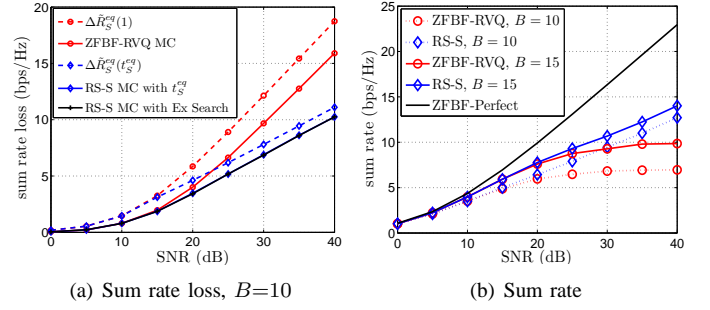 sum rate loss (bps/Hz)
20
15
10
5
0
0 10 20 30 40
SNR (dB)
ΔR̃_S^{eq}(1)
ZFBF-RVQ MC
ΔR̃_S^{eq}(t_S^{eq})
RS-S MC with t_S^{eq}
RS-S MC with Ex Search
(a) Sum rate loss, B=10
sum rate (bps/Hz)
25
20
15
10
5
0
0 10 20 30 40
SNR (dB)
ZFBF-RVQ, B = 10
RS-S, B = 10
ZFBF-RVQ, B = 15
RS-S, B = 15
ZFBF-Perfect
(b) Sum rate